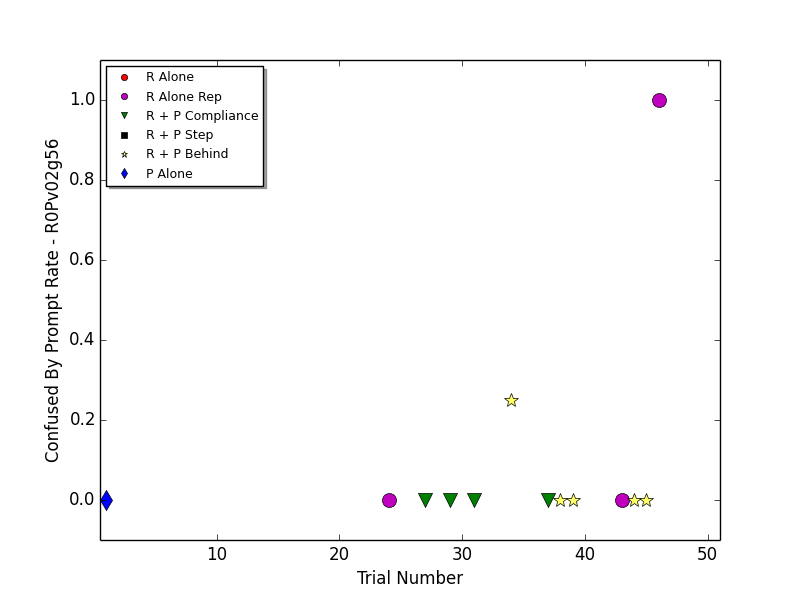 R Alone
R Alone Rep
R + P Compliance
R + P Step
R + P Behind
P Alone
1.0
0.8
0.6
0.4
0.2
0.0
Confused By Prompt Rate - R0Pv02g56
10 20 30 40 50
Trial Number